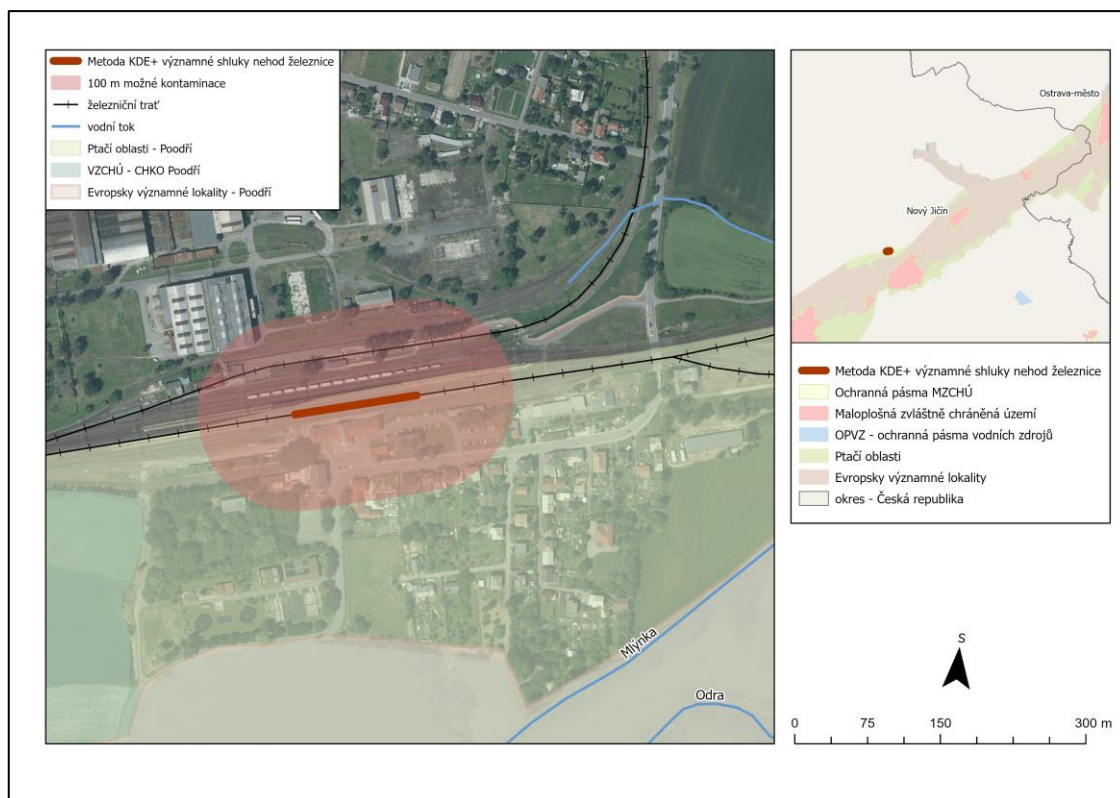 Metoda KDE+ významné shluky nehod železnice
100 m možné kontaminace
železniční trať
vodní tok
Ptačí oblasti - Poodří
VZCHÚ - CHKO Poodří
Evropsky významné lokality - Poodří
Mlýnka
Odra
Ostrava-město
Nový Jičín
Metoda KDE+ významné shluky nehod železnice
Ochranná pásma MZCHÚ
Maloplošná zvláštně chráněná území
OPVZ - ochranná pásma vodních zdrojů
Ptačí oblasti
Evropsky významné lokality
okres - Česká republika
S
0 75 150 300 m